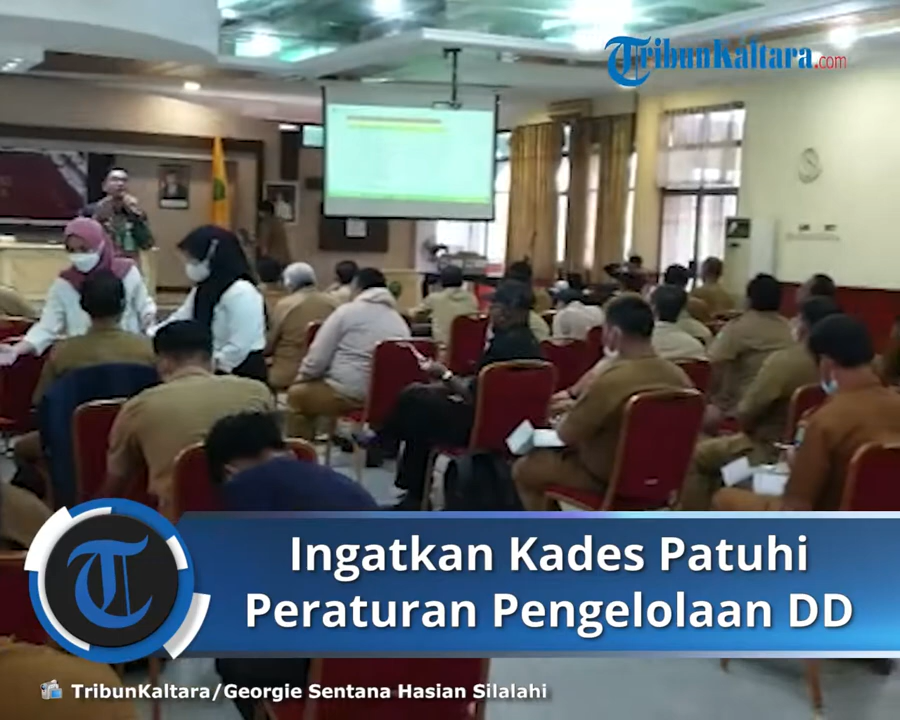 TribunKaltara.com
Ingatkan Kades Patuhi
Peraturan Pengelolaan DD
T
TribunKaltara/Georgie Sentana Hasian Silalahi